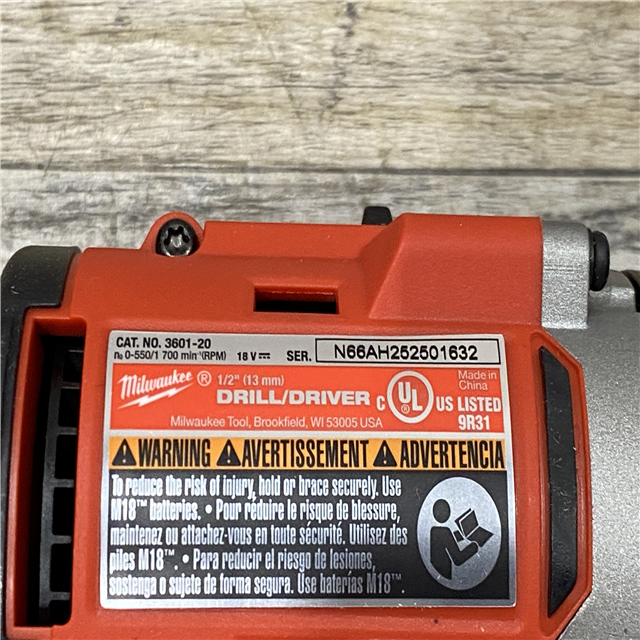 CAT. NO. 3601-20
n₀ 0-550/1 700 min⁻¹(RPM) 18 V⎓ SER. N66AH252501632
Milwaukee® 1/2" (13 mm)
DRILL/DRIVER
Milwaukee Tool, Brookfield, WI 53005 USA
C UL® US LISTED
9R31
Made in
China
WARNING AVERTISSEMENT ADVERTENCIA
To reduce the risk of injury, hold or brace securely. Use
M18™ batteries. • Pour réduire le risque de blessure,
maintenez ou attachez-vous en toute sécurité. Utilisez des
piles M18™. • Para reducir el riesgo de lesiones,
sostenga o sujete de forma segura. Use baterías M18™.